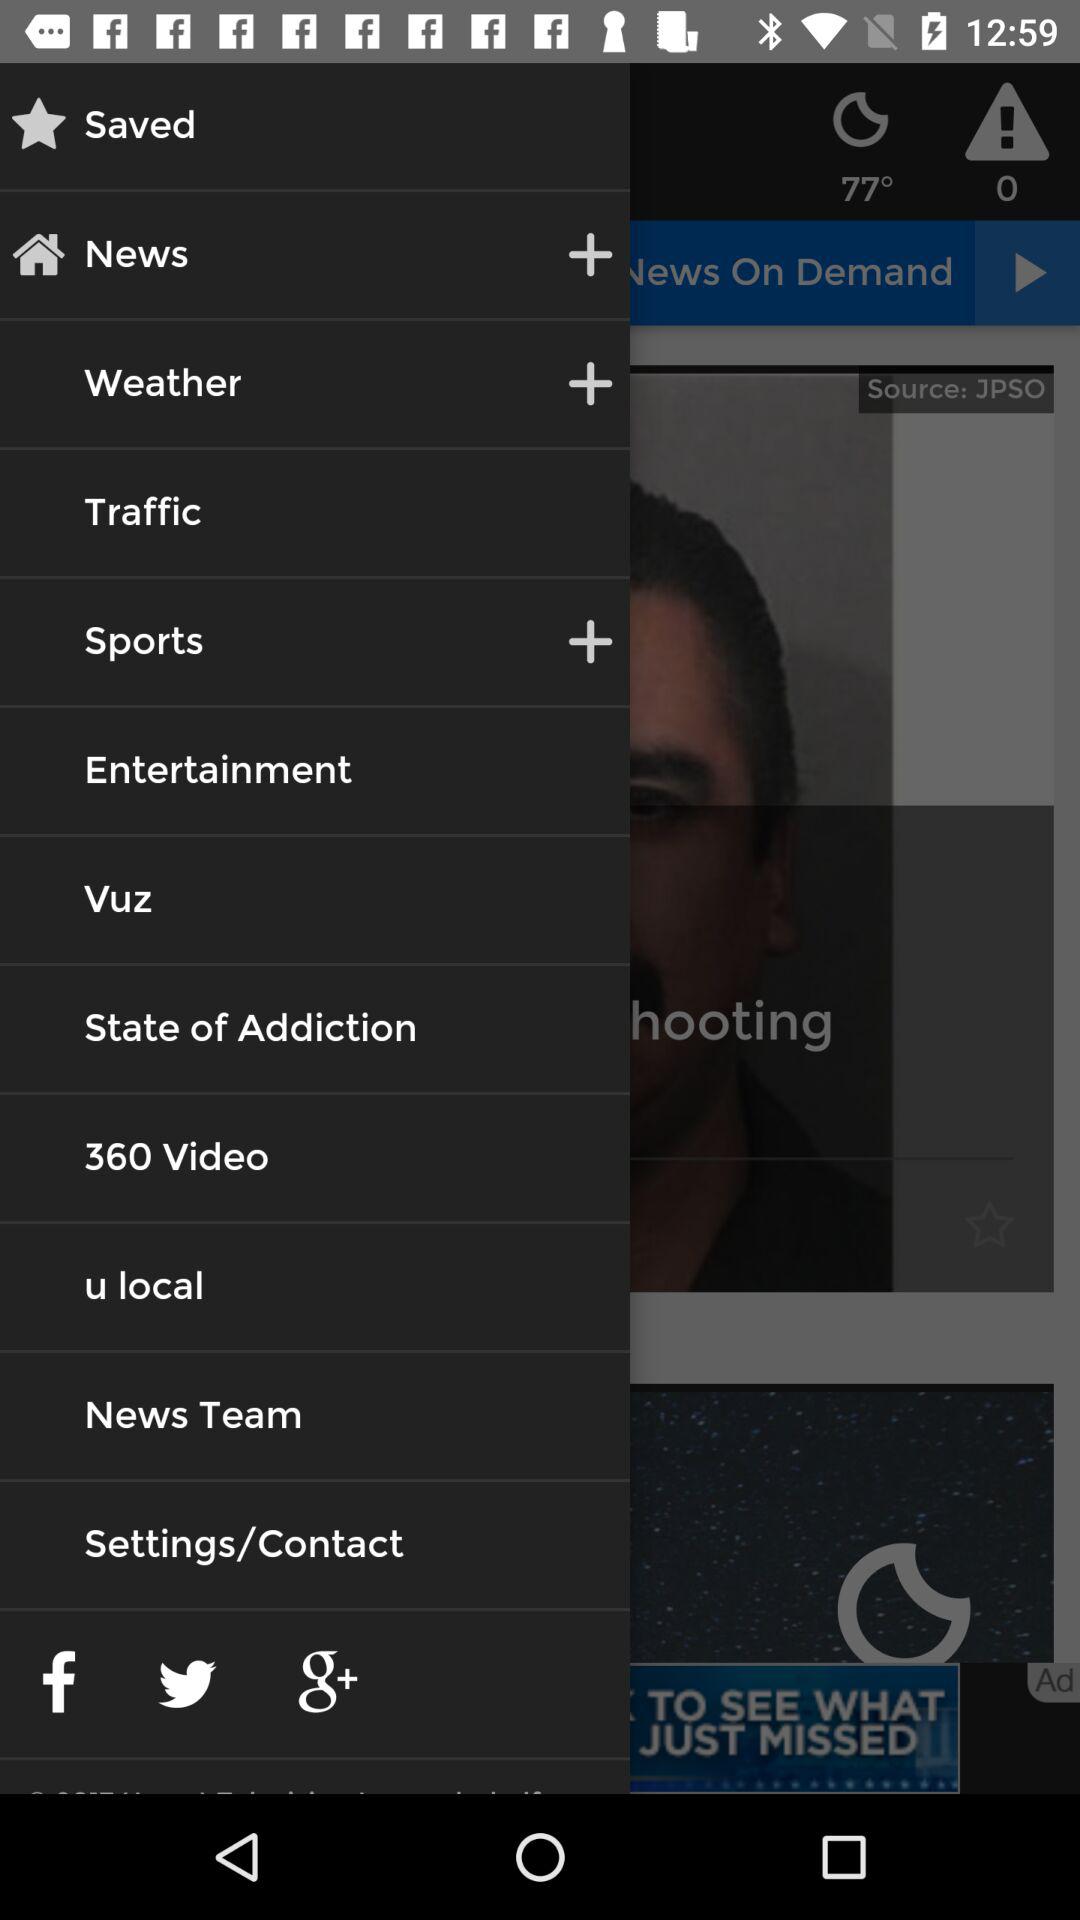 12:59
Saved
77°
0
News
News On Demand
Weather
Source: JPSO
Traffic
Sports
Entertainment
Vuz
State of Addiction
hooting
360 Video
u local
News Team
Settings/Contact
Ad
TO SEE WHAT
JUST MISSED